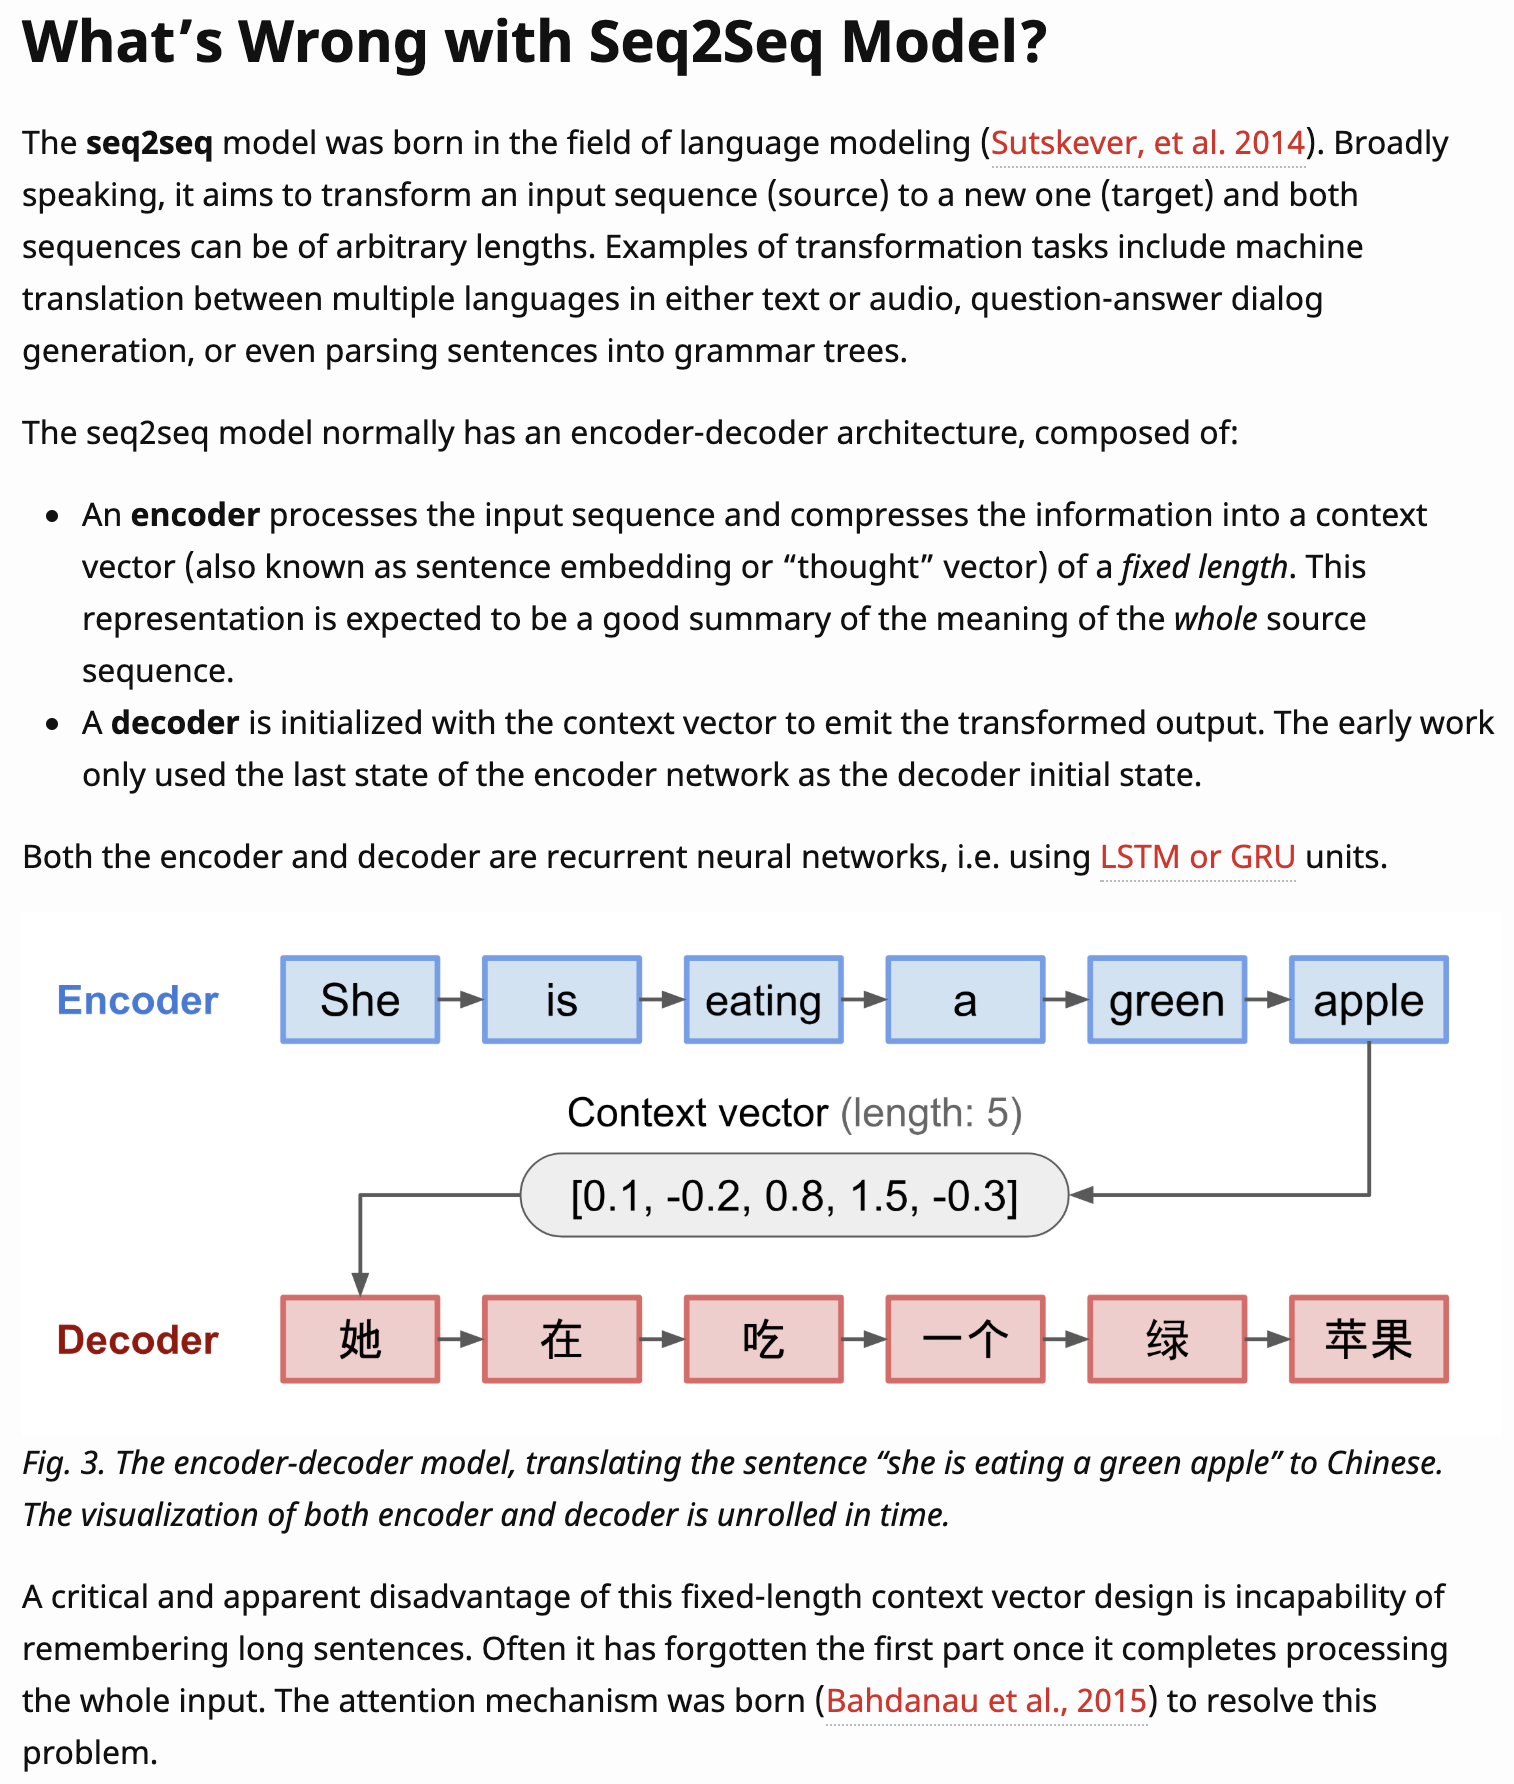 What’s Wrong with Seq2Seq Model?
The seq2seq model was born in the field of language modeling (Sutskever, et al. 2014). Broadly
speaking, it aims to transform an input sequence (source) to a new one (target) and both
sequences can be of arbitrary lengths. Examples of transformation tasks include machine
translation between multiple languages in either text or audio, question-answer dialog
generation, or even parsing sentences into grammar trees.
The seq2seq model normally has an encoder-decoder architecture, composed of:
• An encoder processes the input sequence and compresses the information into a context
vector (also known as sentence embedding or “thought” vector) of a fixed length. This
representation is expected to be a good summary of the meaning of the whole source
sequence.
• A decoder is initialized with the context vector to emit the transformed output. The early work
only used the last state of the encoder network as the decoder initial state.
Both the encoder and decoder are recurrent neural networks, i.e. using LSTM or GRU units.
Encoder She is eating a green apple
Context vector (length: 5)
[0.1, -0.2, 0.8, 1.5, -0.3]
Decoder 她 在 吃 一个 绿 苹果
Fig. 3. The encoder-decoder model, translating the sentence “she is eating a green apple” to Chinese.
The visualization of both encoder and decoder is unrolled in time.
A critical and apparent disadvantage of this fixed-length context vector design is incapability of
remembering long sentences. Often it has forgotten the first part once it completes processing
the whole input. The attention mechanism was born (Bahdanau et al., 2015) to resolve this
problem.